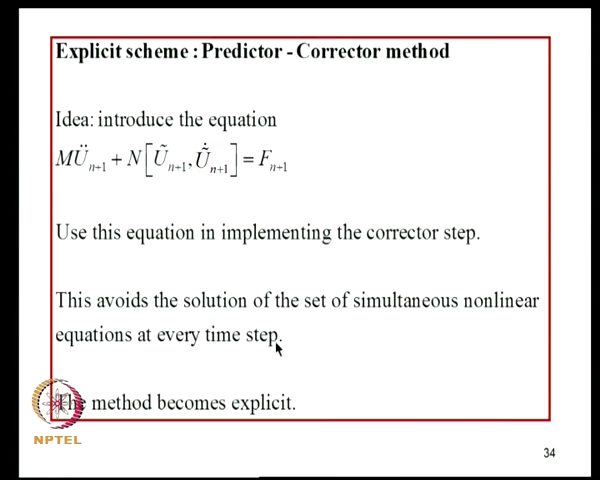 Explicit scheme : Predictor - Corrector method
Idea: introduce the equation
MÜ_{n+1} + N[Ũ_{n+1}, \dot{Ũ}_{n+1}] = F_{n+1}
Use this equation in implementing the corrector step.
This avoids the solution of the set of simultaneous nonlinear
equations at every time step.
The method becomes explicit.
NPTEL
34